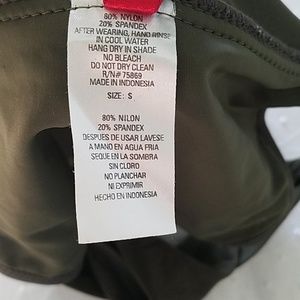 80% NYLON
20% SPANDEX
AFTER WEARING, HAND RINSE
IN COOL WATER
HANG DRY IN SHADE
NO BLEACH
DO NOT DRY CLEAN
R/N# 75869
MADE IN INDONESIA
SIZE: S
80% NILON
20% SPANDEX
DESPUES DE USAR LAVESE
A MANO EN AGUA FRIA
SEQUE EN LA SOMBRA
SIN CLORO
NO PLANCHAR
NI EXPRIMIR
HECHO EN INDONESIA